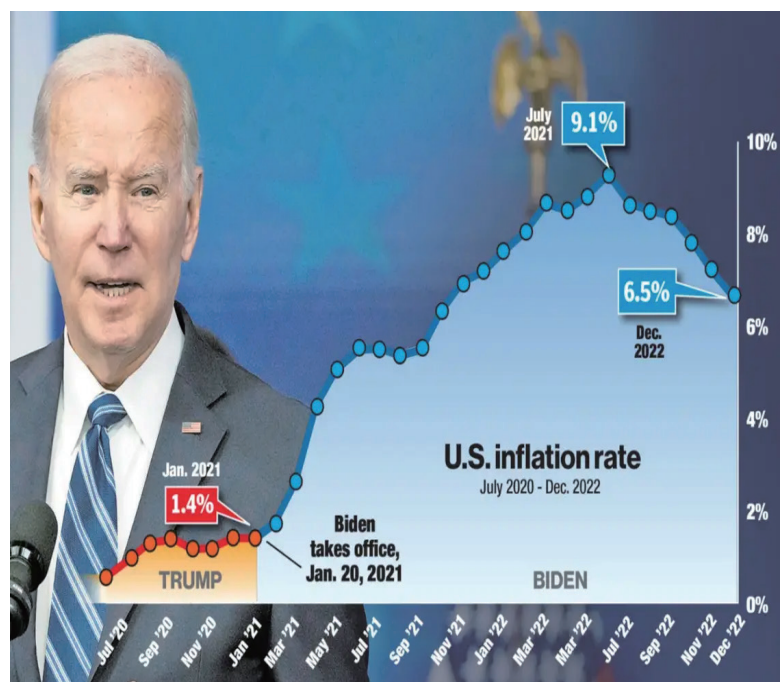 July
2021
9.1%
10%
8%
6.5%
Dec.
2022
6%
4%
U.S. inflation rate
July 2020 - Dec. 2022
Jan. 2021
1.4%
2%
Biden
takes office,
Jan. 20, 2021
TRUMP
BIDEN
0%
Jul '20
Sep '20
Nov '20
Jan '21
Mar '21
May '21
Jul '21
Sep '21
Nov '21
Jan '22
Mar '22
Mar '22
Jul '22
Sep '22
Nov '22
Dec '22